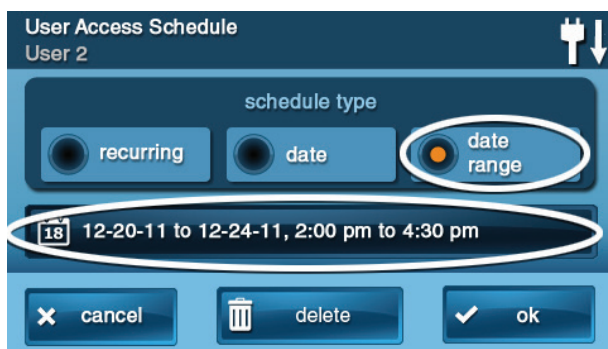 User Access Schedule
User 2
schedule type
recurring
date
date
range
18
12-20-11 to 12-24-11, 2:00 pm to 4:30 pm
cancel
delete
ok